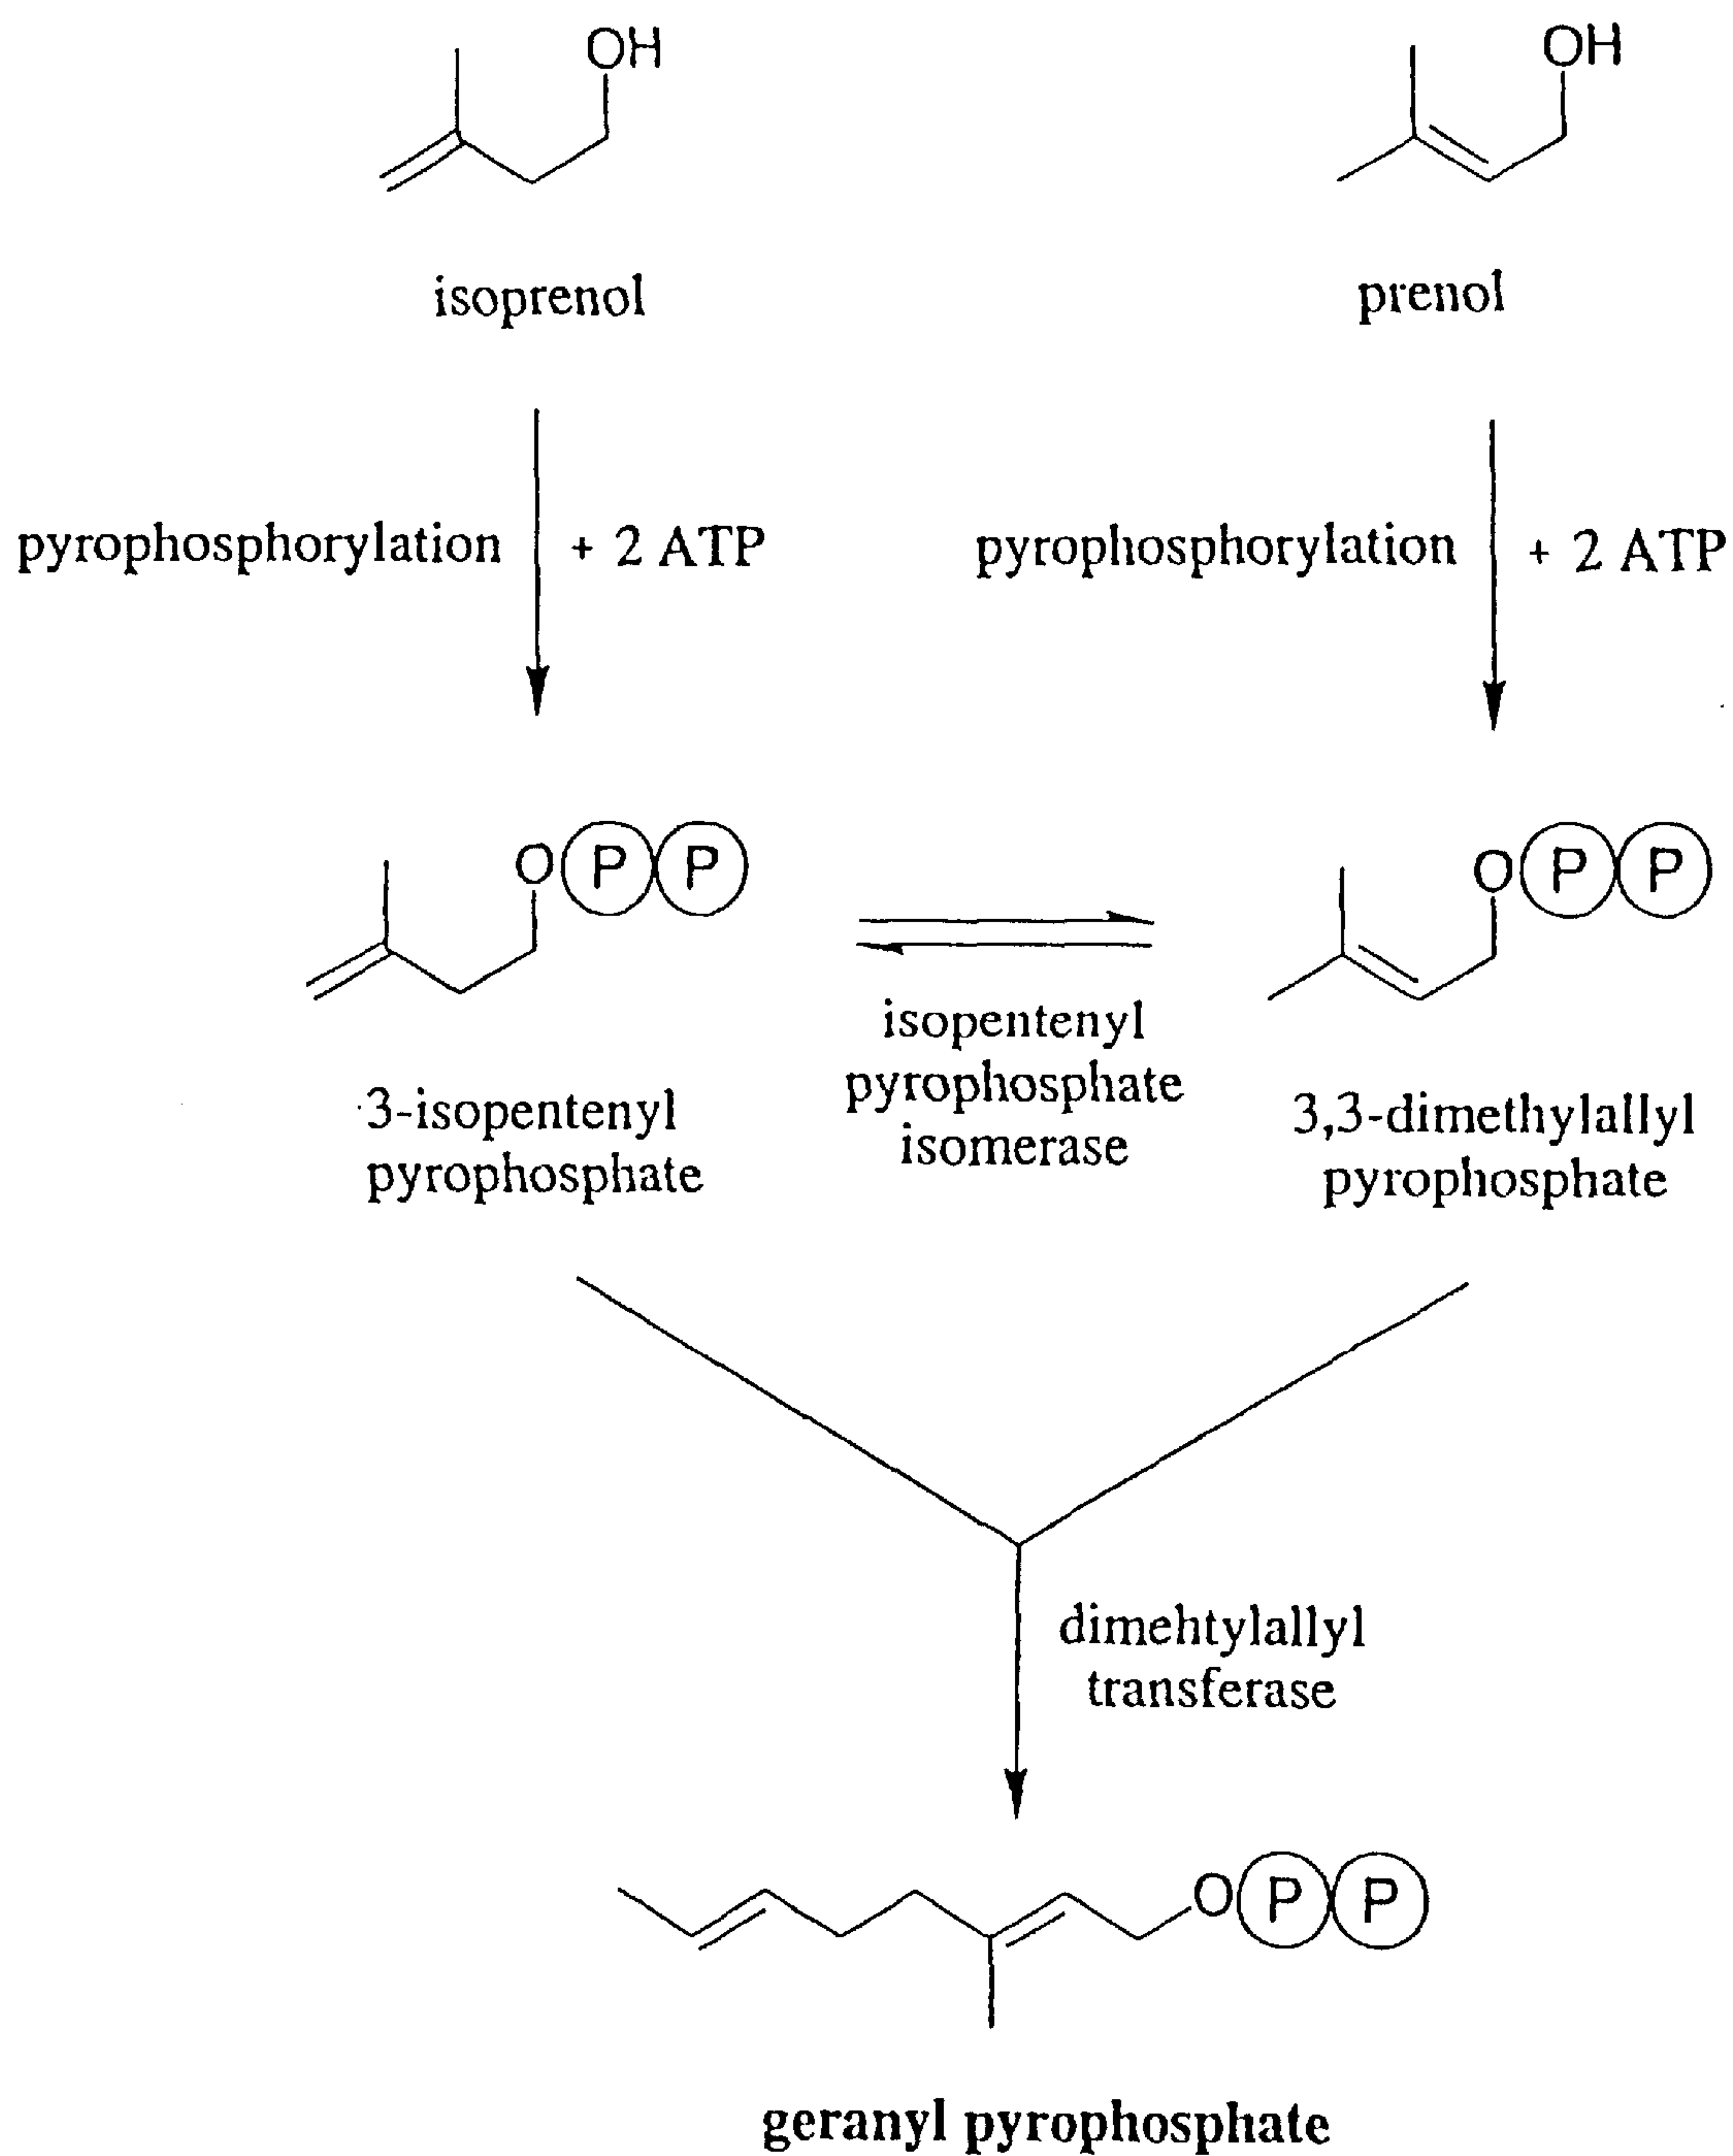 OH
OH
isoprenol
prenol
pyrophosphorylation
+ 2 ATP
pyrophosphorylation
+ 2 ATP
O P P
O P P
isopentenyl
pyrophosphate
isomerase
3-isopentenyl
pyrophosphate
3,3-dimethylallyl
pyrophosphate
dimehtylallyl
transferase
O P P
geranyl pyrophosphate